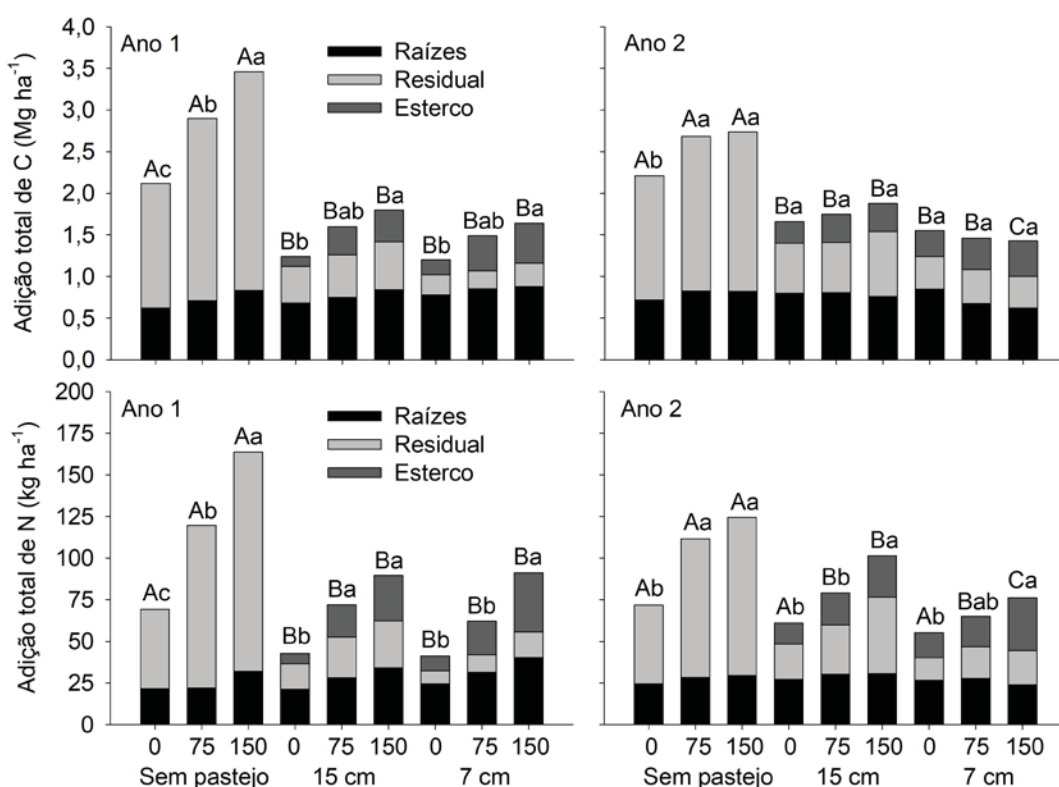 Adição total de C (Mg ha⁻¹)
4,0
3,5
3,0
2,5
2,0
1,5
1,0
0,5
0,0
Ano 1
Raízes
Residual
Esterco
Ac Ab Aa Bb Bab Ba Bb Bab Ba
Ano 2
Ab Aa Aa Ba Ba Ba Ba Ba Ca
Adição total de N (kg ha⁻¹)
200
175
150
125
100
75
50
25
0
Ano 1
Raízes
Residual
Esterco
Ac Ab Aa Bb Ba Ba Bb Bb Ba
Ano 2
Ab Aa Aa Ab Bb Ba Ab Bab Ca
0 75 150 0 75 150 0 75 150
Sem pastejo 15 cm 7 cm
0 75 150 0 75 150 0 75 150
Sem pastejo 15 cm 7 cm